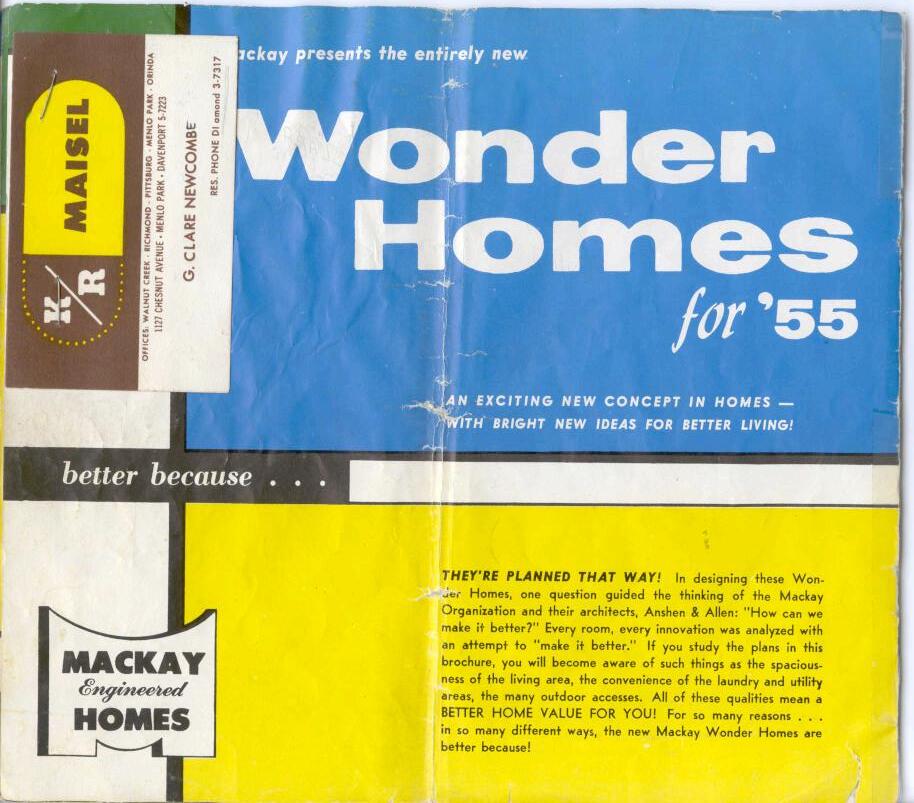 ackay presents the entirely new
Wonder
Homes
for '55
AN EXCITING NEW CONCEPT IN HOMES —
WITH BRIGHT NEW IDEAS FOR BETTER LIVING!
K/R
MAISEL
OFFICES: WALNUT CREEK · RICHMOND · PITTSBURG · MENLO PARK · ORINDA
1127 CHESNUT AVENUE · MENLO PARK · DAVENPORT 5-7223
G. CLARE NEWCOMBE
RES. PHONE DI amond 3-7317
better because . . .
THEY'RE PLANNED THAT WAY! In designing these Won-
der Homes, one question guided the thinking of the Mackay
Organization and their architects, Anshen & Allen: "How can we
make it better?" Every room, every innovation was analyzed with
an attempt to "make it better." If you study the plans in this
brochure, you will become aware of such things as the spacious-
ness of the living area, the convenience of the laundry and utility
areas, the many outdoor accesses. All of these qualities mean a
BETTER HOME VALUE FOR YOU! For so many reasons . . .
in so many different ways, the new Mackay Wonder Homes are
better because!
MACKAY
Engineered
HOMES